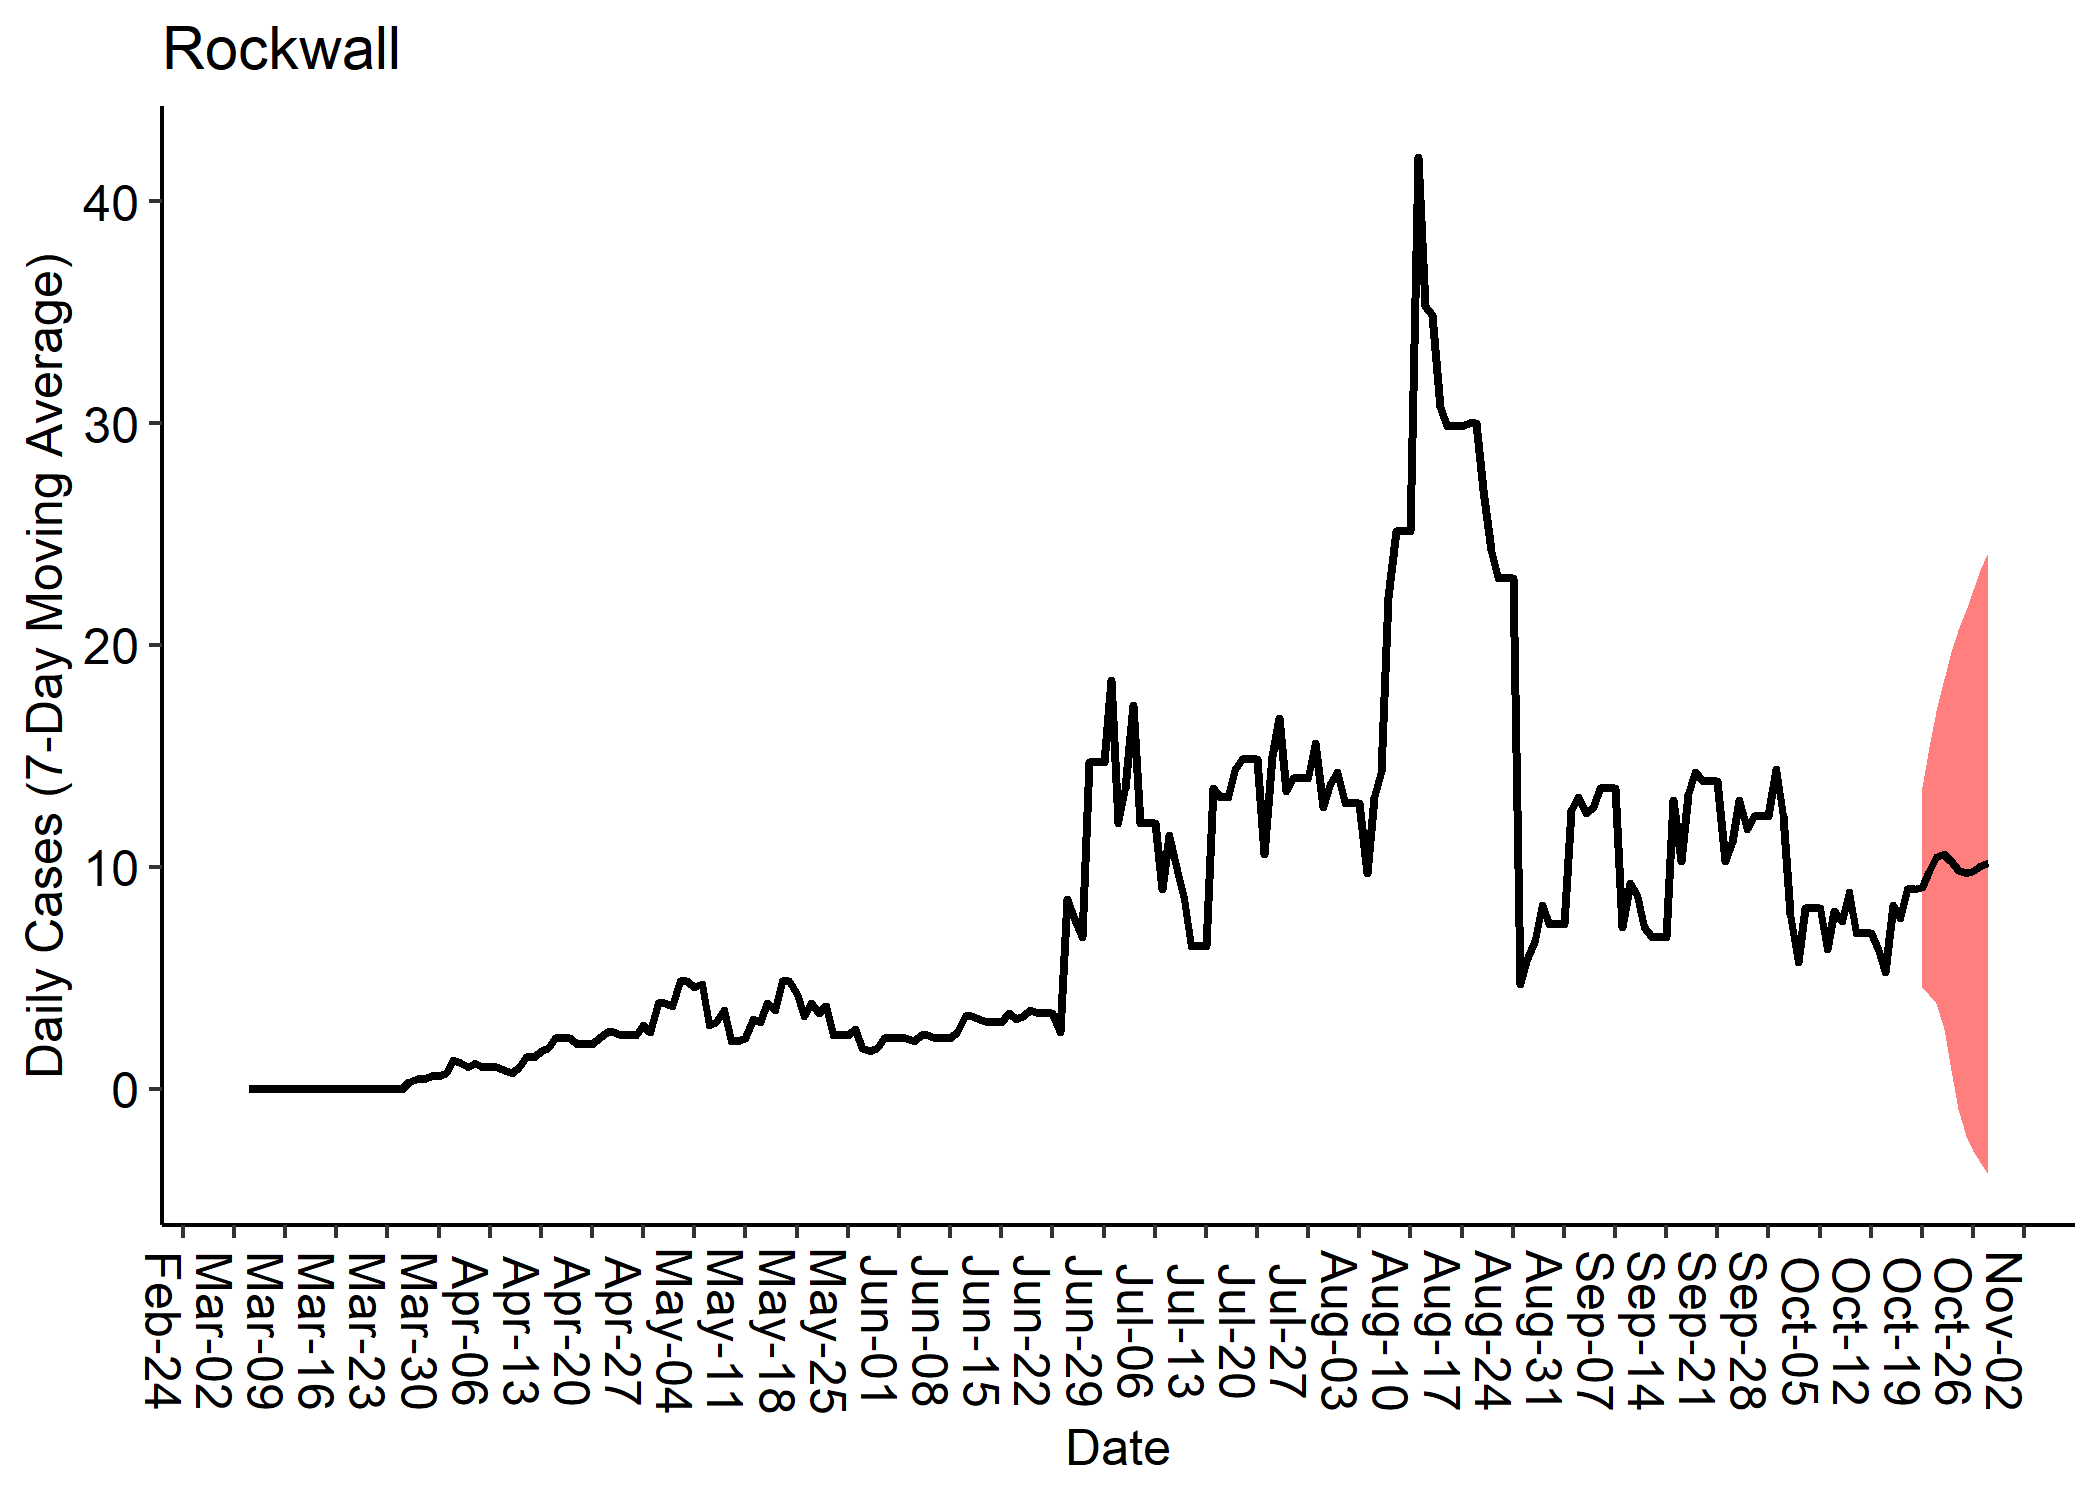 Rockwall
Daily Cases (7-Day Moving Average)
40
30
20
10
0
Feb-24
Mar-02
Mar-09
Mar-16
Mar-23
Mar-30
Apr-06
Apr-13
Apr-20
Apr-27
May-04
May-11
May-18
May-25
Jun-01
Jun-08
Jun-15
Jun-22
Jun-29
Jul-06
Jul-13
Jul-20
Jul-27
Aug-03
Aug-10
Aug-17
Aug-24
Aug-31
Sep-07
Sep-14
Sep-21
Sep-28
Oct-05
Oct-12
Oct-19
Oct-26
Nov-02
Date